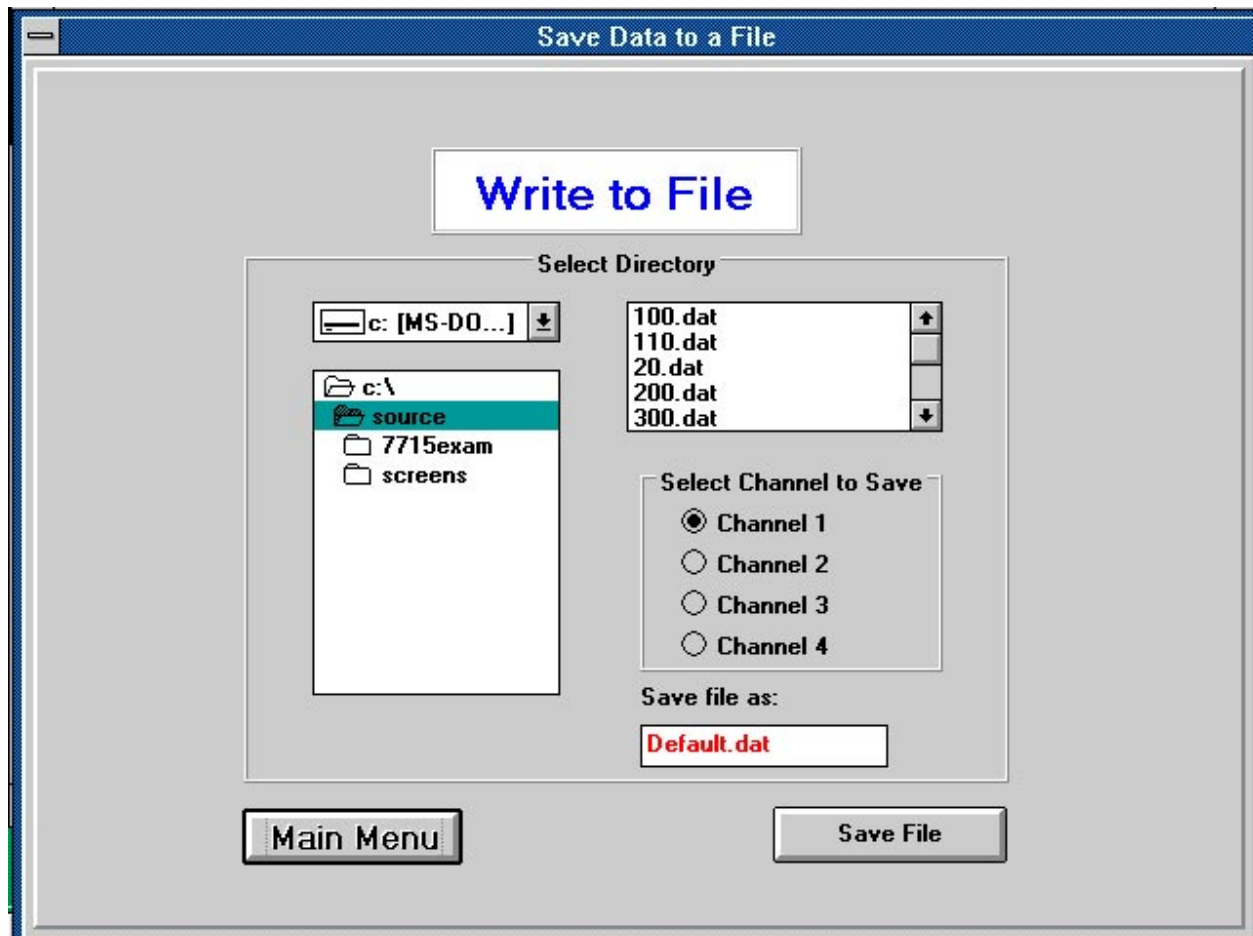 Save Data to a File
Write to File
Select Directory
c: [MS-DO...]
c:\
source
7715exam
screens
100.dat
110.dat
20.dat
200.dat
300.dat
Select Channel to Save
Channel 1
Channel 2
Channel 3
Channel 4
Save file as:
Default.dat
Main Menu
Save File